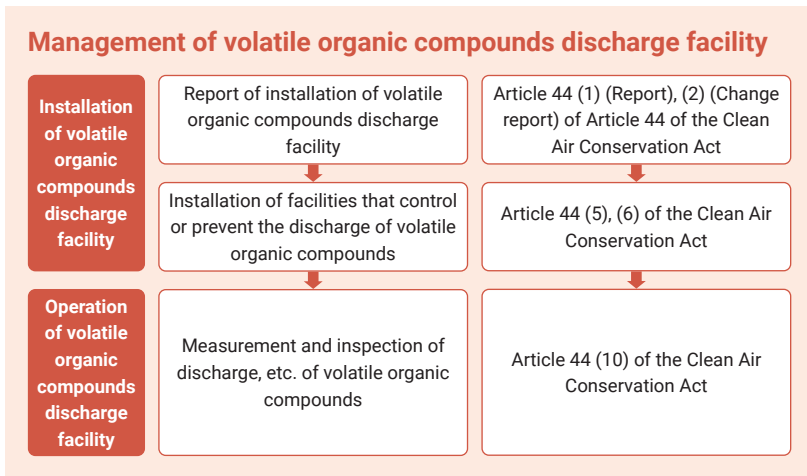 Management of volatile organic compounds discharge facility
Installation
of volatile
organic
compounds
discharge
facility
Report of installation of volatile
organic compounds discharge
facility
Article 44 (1) (Report), (2) (Change
report) of Article 44 of the Clean
Air Conservation Act
Installation of facilities that control
or prevent the discharge of volatile
organic compounds
Article 44 (5), (6) of the Clean Air
Conservation Act
Operation
of volatile
organic
compounds
discharge
facility
Measurement and inspection of
discharge, etc. of volatile organic
compounds
Article 44 (10) of the Clean Air
Conservation Act